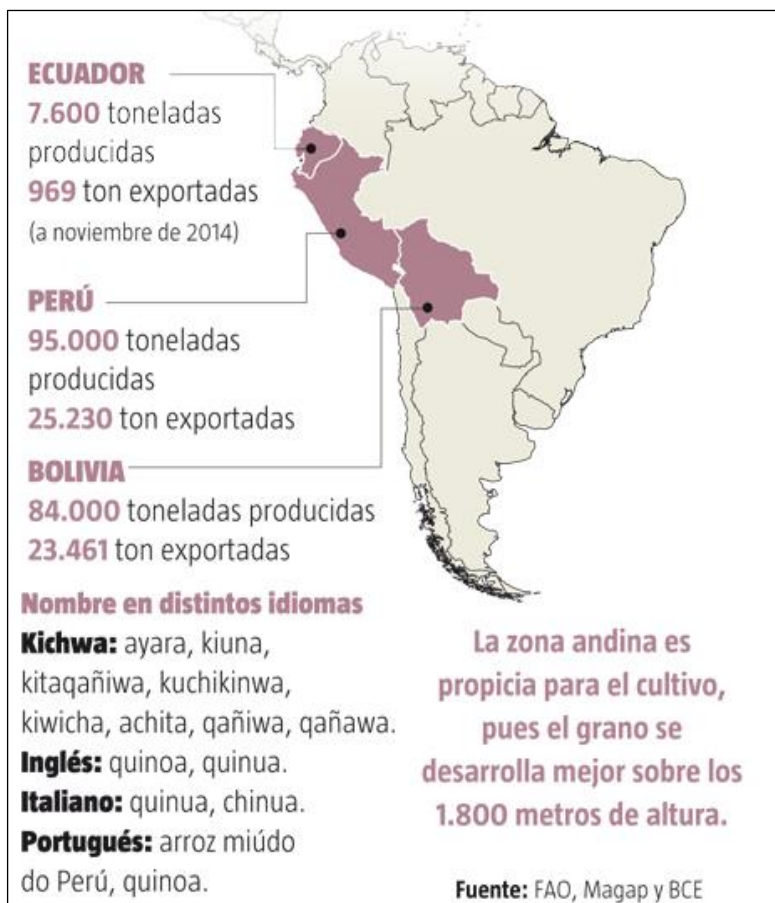 ECUADOR
7.600 toneladas
producidas
969 ton exportadas
(a noviembre de 2014)
PERÚ
95.000 toneladas
producidas
25.230 ton exportadas
BOLIVIA
84.000 toneladas producidas
23.461 ton exportadas
Nombre en distintos idiomas
Kichwa: ayara, kiuna,
kitaqañiwa, kuchikinwa,
kiwicha, achita, qañiwa, qañawa.
Inglés: quinoa, quinua.
Italiano: quinua, chinua.
Portugués: arroz miúdo
do Perú, quinoa.
La zona andina es
propicia para el cultivo,
pues el grano se
desarrolla mejor sobre los
1.800 metros de altura.
Fuente: FAO, Magap y BCE